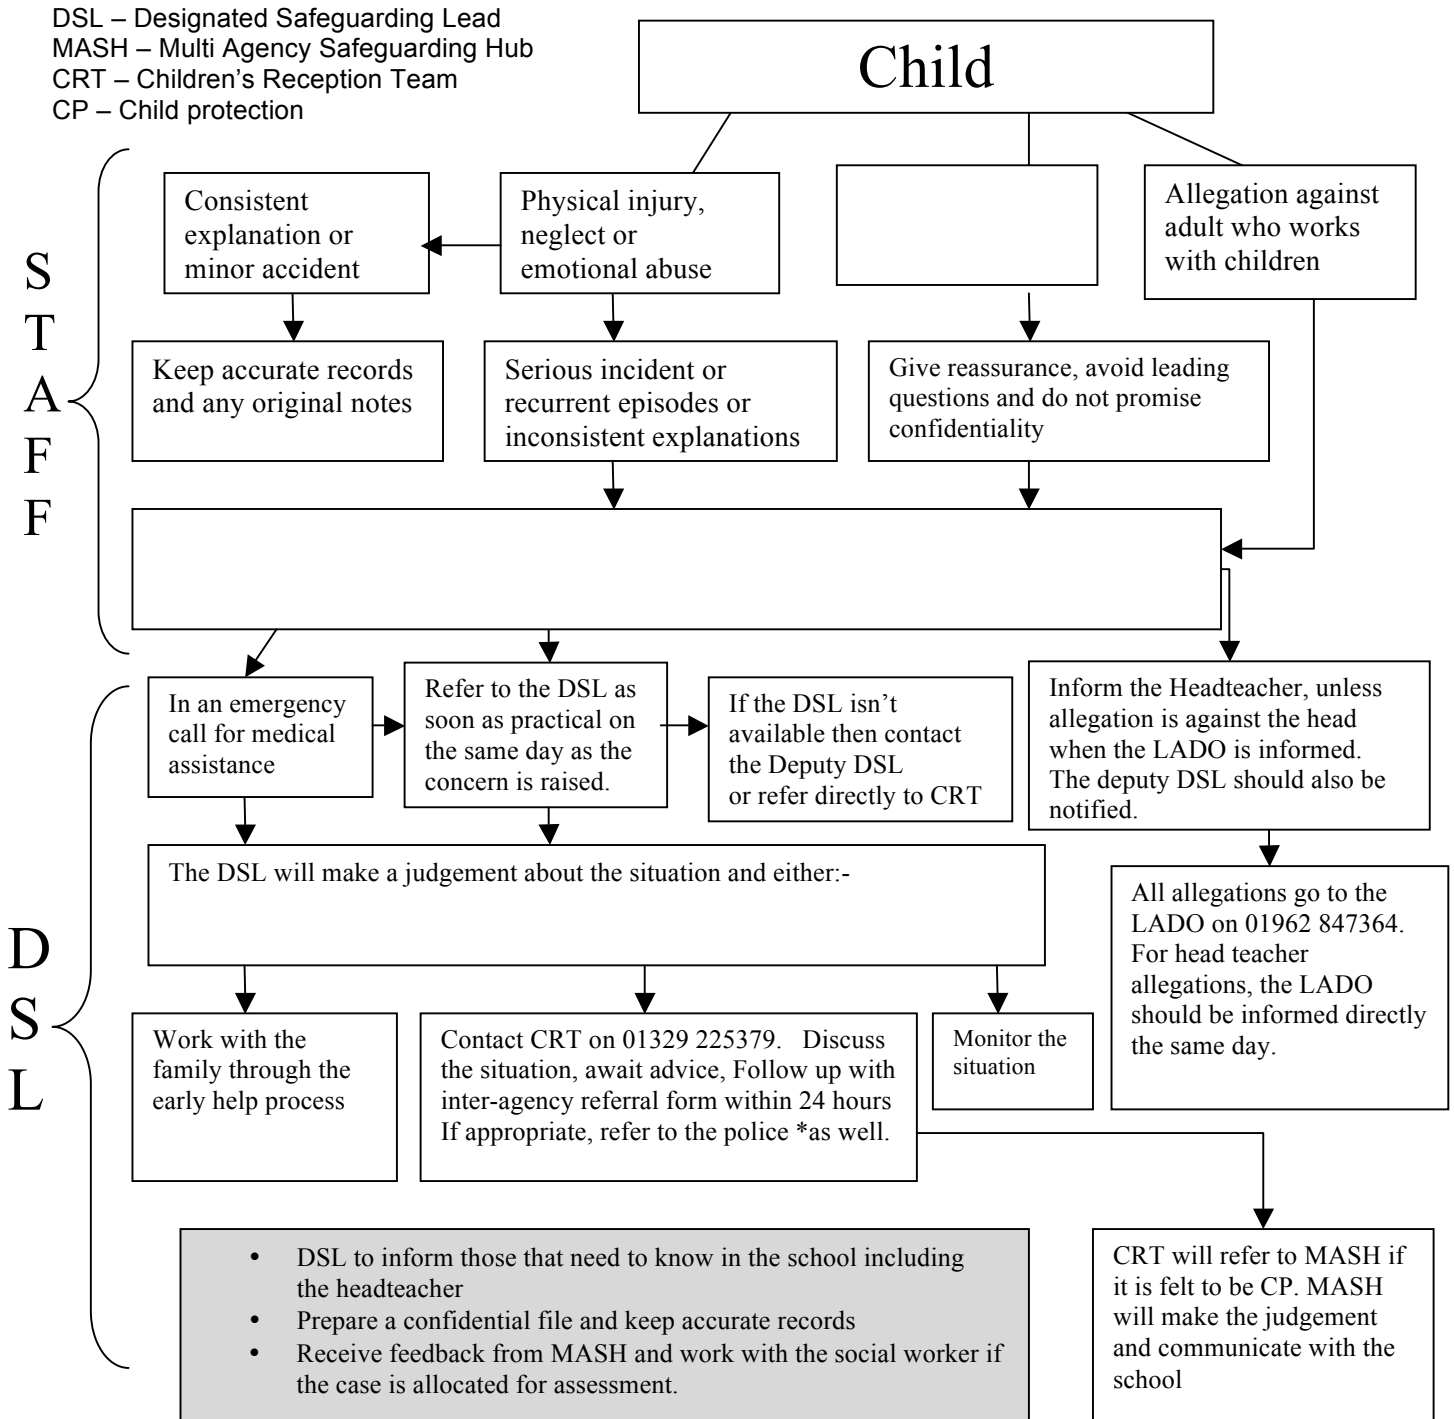 DSL – Designated Safeguarding Lead
MASH – Multi Agency Safeguarding Hub
CRT – Children's Reception Team
CP – Child protection
Child
S
T
A
F
F
Consistent
explanation or
minor accident
Physical injury,
neglect or
emotional abuse
Allegation against
adult who works
with children
Keep accurate records
and any original notes
Serious incident or
recurrent episodes or
inconsistent explanations
Give reassurance, avoid leading
questions and do not promise
confidentiality
D
S
L
In an emergency
call for medical
assistance
Refer to the DSL as
soon as practical on
the same day as the
concern is raised.
If the DSL isn't
available then contact
the Deputy DSL
or refer directly to CRT
Inform the Headteacher, unless
allegation is against the head
when the LADO is informed.
The deputy DSL should also be
notified.
The DSL will make a judgement about the situation and either:-
All allegations go to the
LADO on 01962 847364.
For head teacher
allegations, the LADO
should be informed directly
the same day.
Work with the
family through the
early help process
Contact CRT on 01329 225379. Discuss
the situation, await advice, Follow up with
inter-agency referral form within 24 hours
If appropriate, refer to the police *as well.
Monitor the
situation
• DSL to inform those that need to know in the school including
the headteacher
• Prepare a confidential file and keep accurate records
• Receive feedback from MASH and work with the social worker if
the case is allocated for assessment.
CRT will refer to MASH if
it is felt to be CP. MASH
will make the judgement
and communicate with the
school